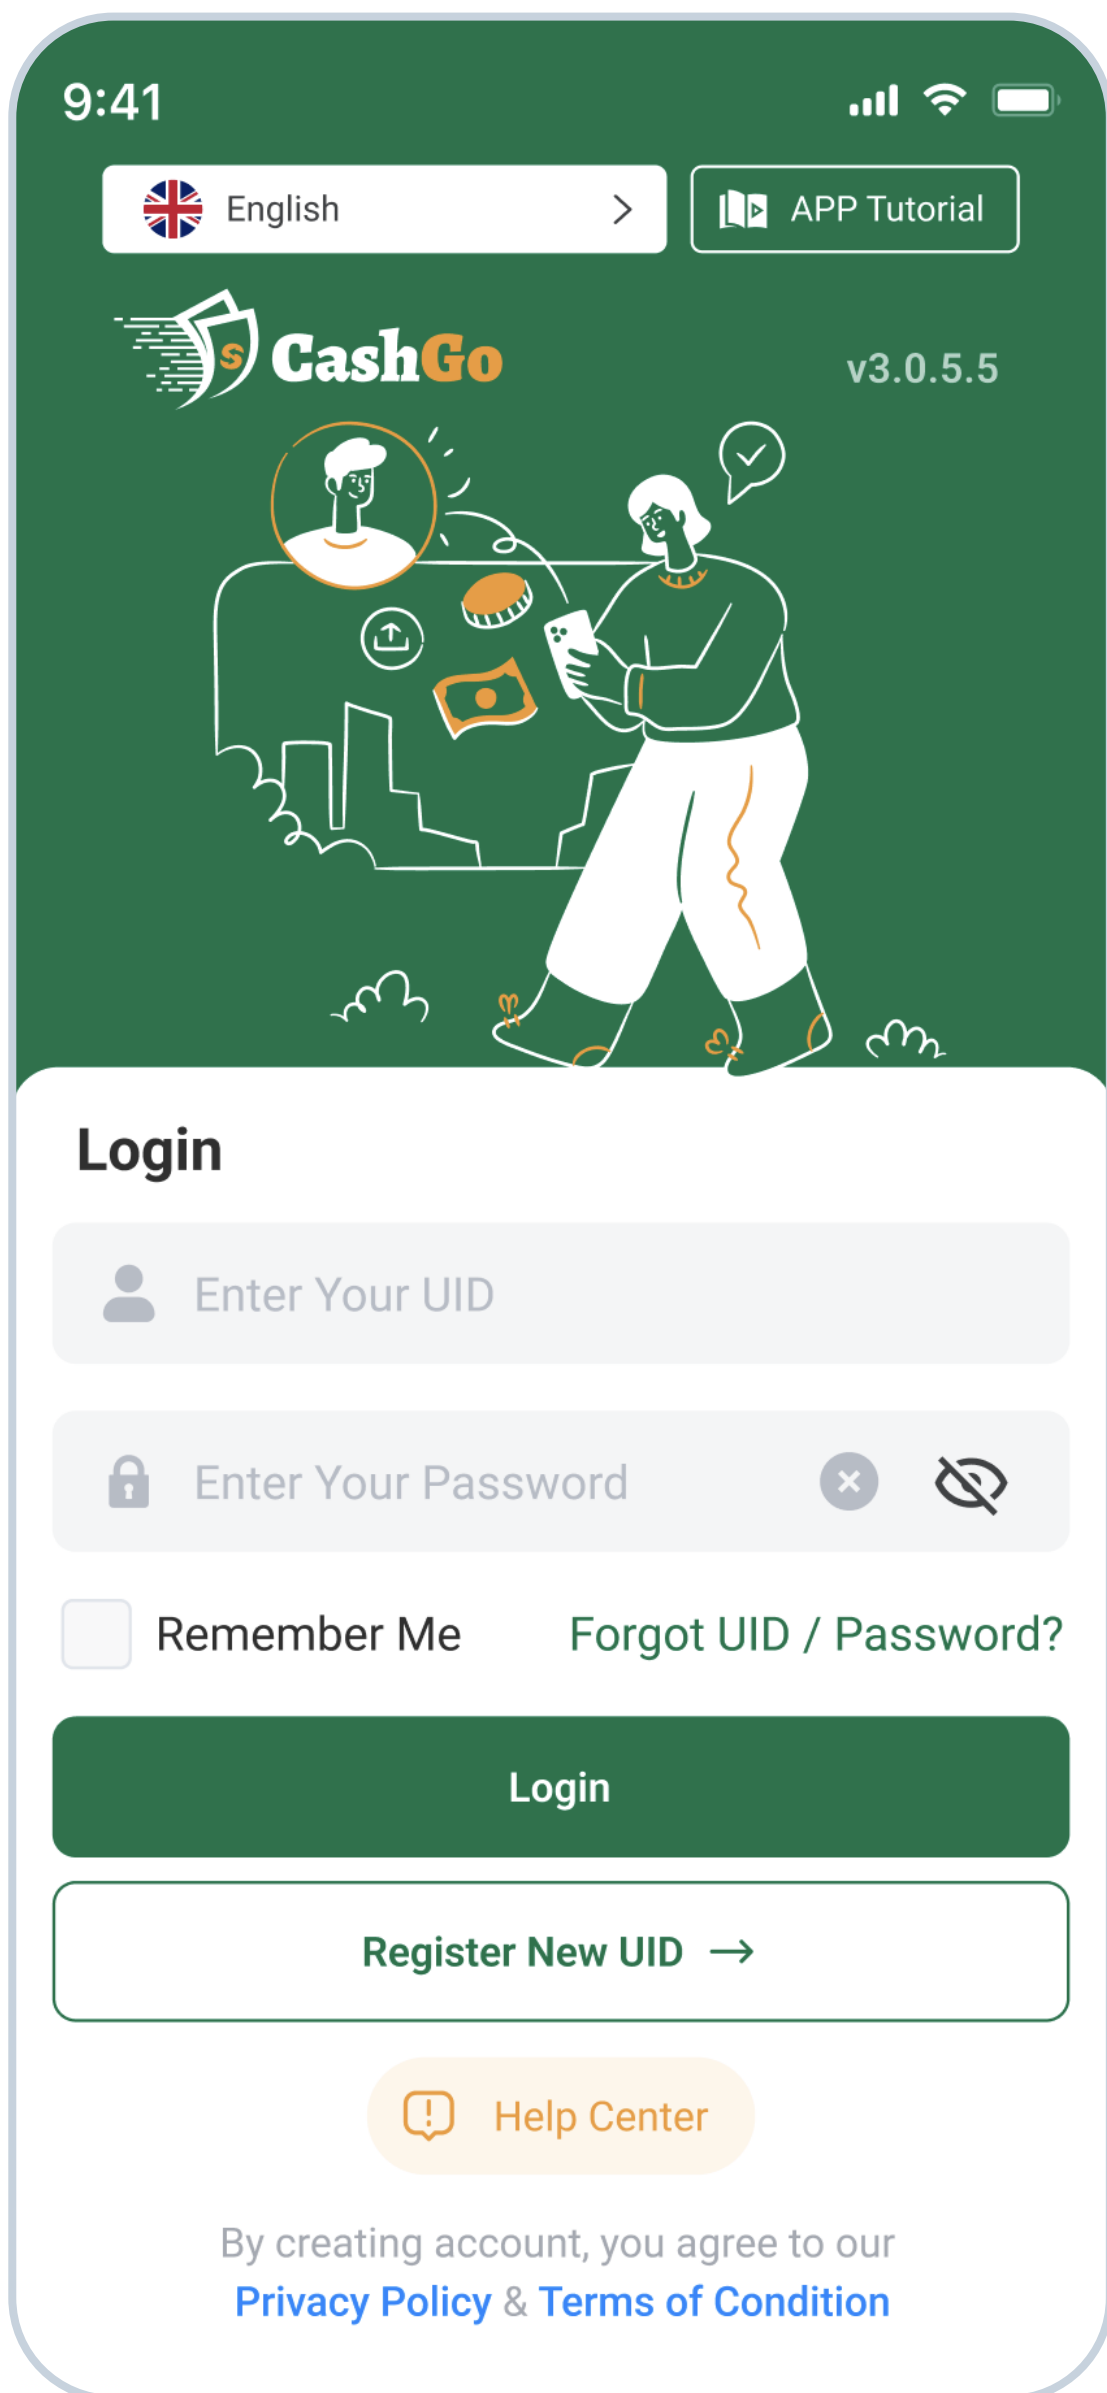 9:41
English
APP Tutorial
CashGo
v3.0.5.5
Login
Enter Your UID
Enter Your Password
Remember Me
Forgot UID / Password?
Login
Register New UID →
Help Center
By creating account, you agree to our
Privacy Policy & Terms of Condition